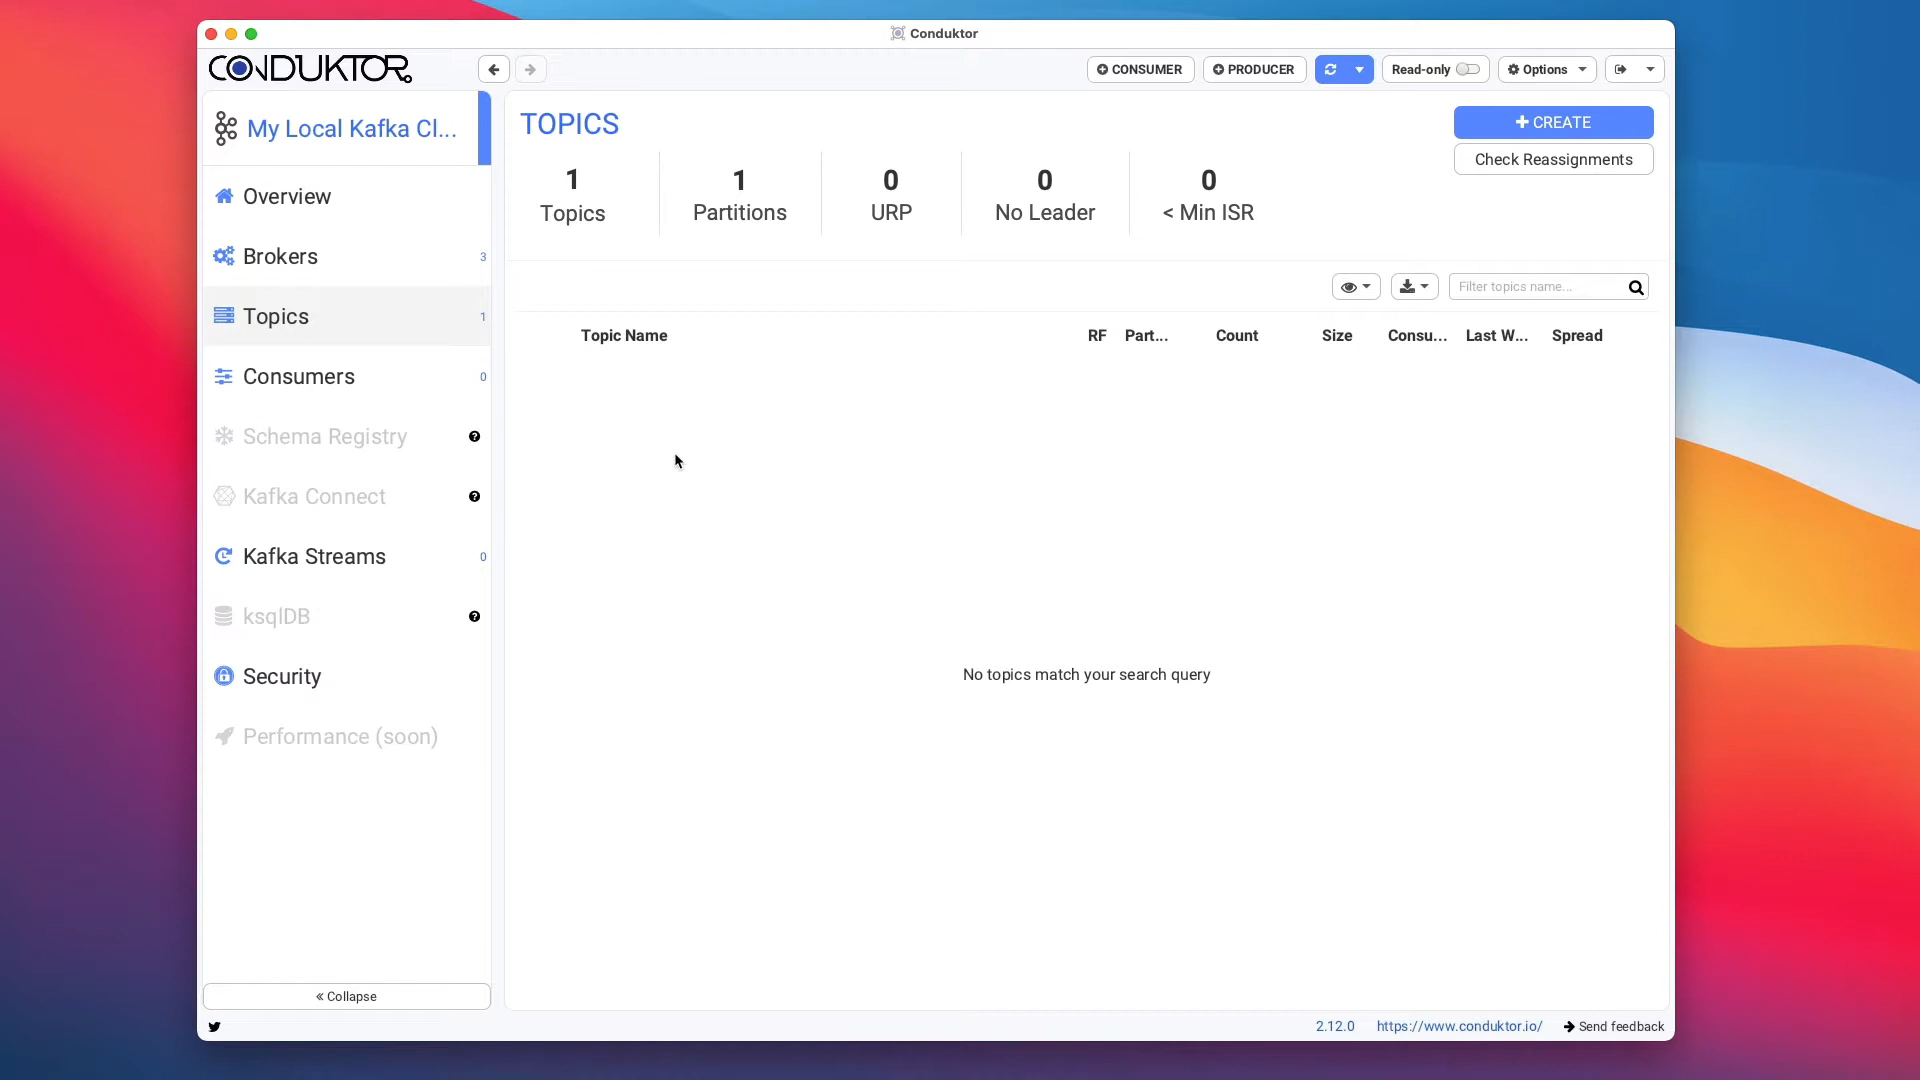 Conduktor
CONDUKTOR
CONSUMER
PRODUCER
Read-only
Options
My Local Kafka Cl...
Overview
Brokers 3
Topics 1
Consumers 0
Schema Registry
Kafka Connect
Kafka Streams 0
ksqlDB
Security
Performance (soon)
« Collapse
TOPICS
+ CREATE
Check Reassignments
1 1 0 0 0
Topics Partitions URP No Leader < Min ISR
Filter topics name...
Topic Name RF Part... Count Size Consu... Last W... Spread
No topics match your search query
2.12.0 https://www.conduktor.io/ Send feedback